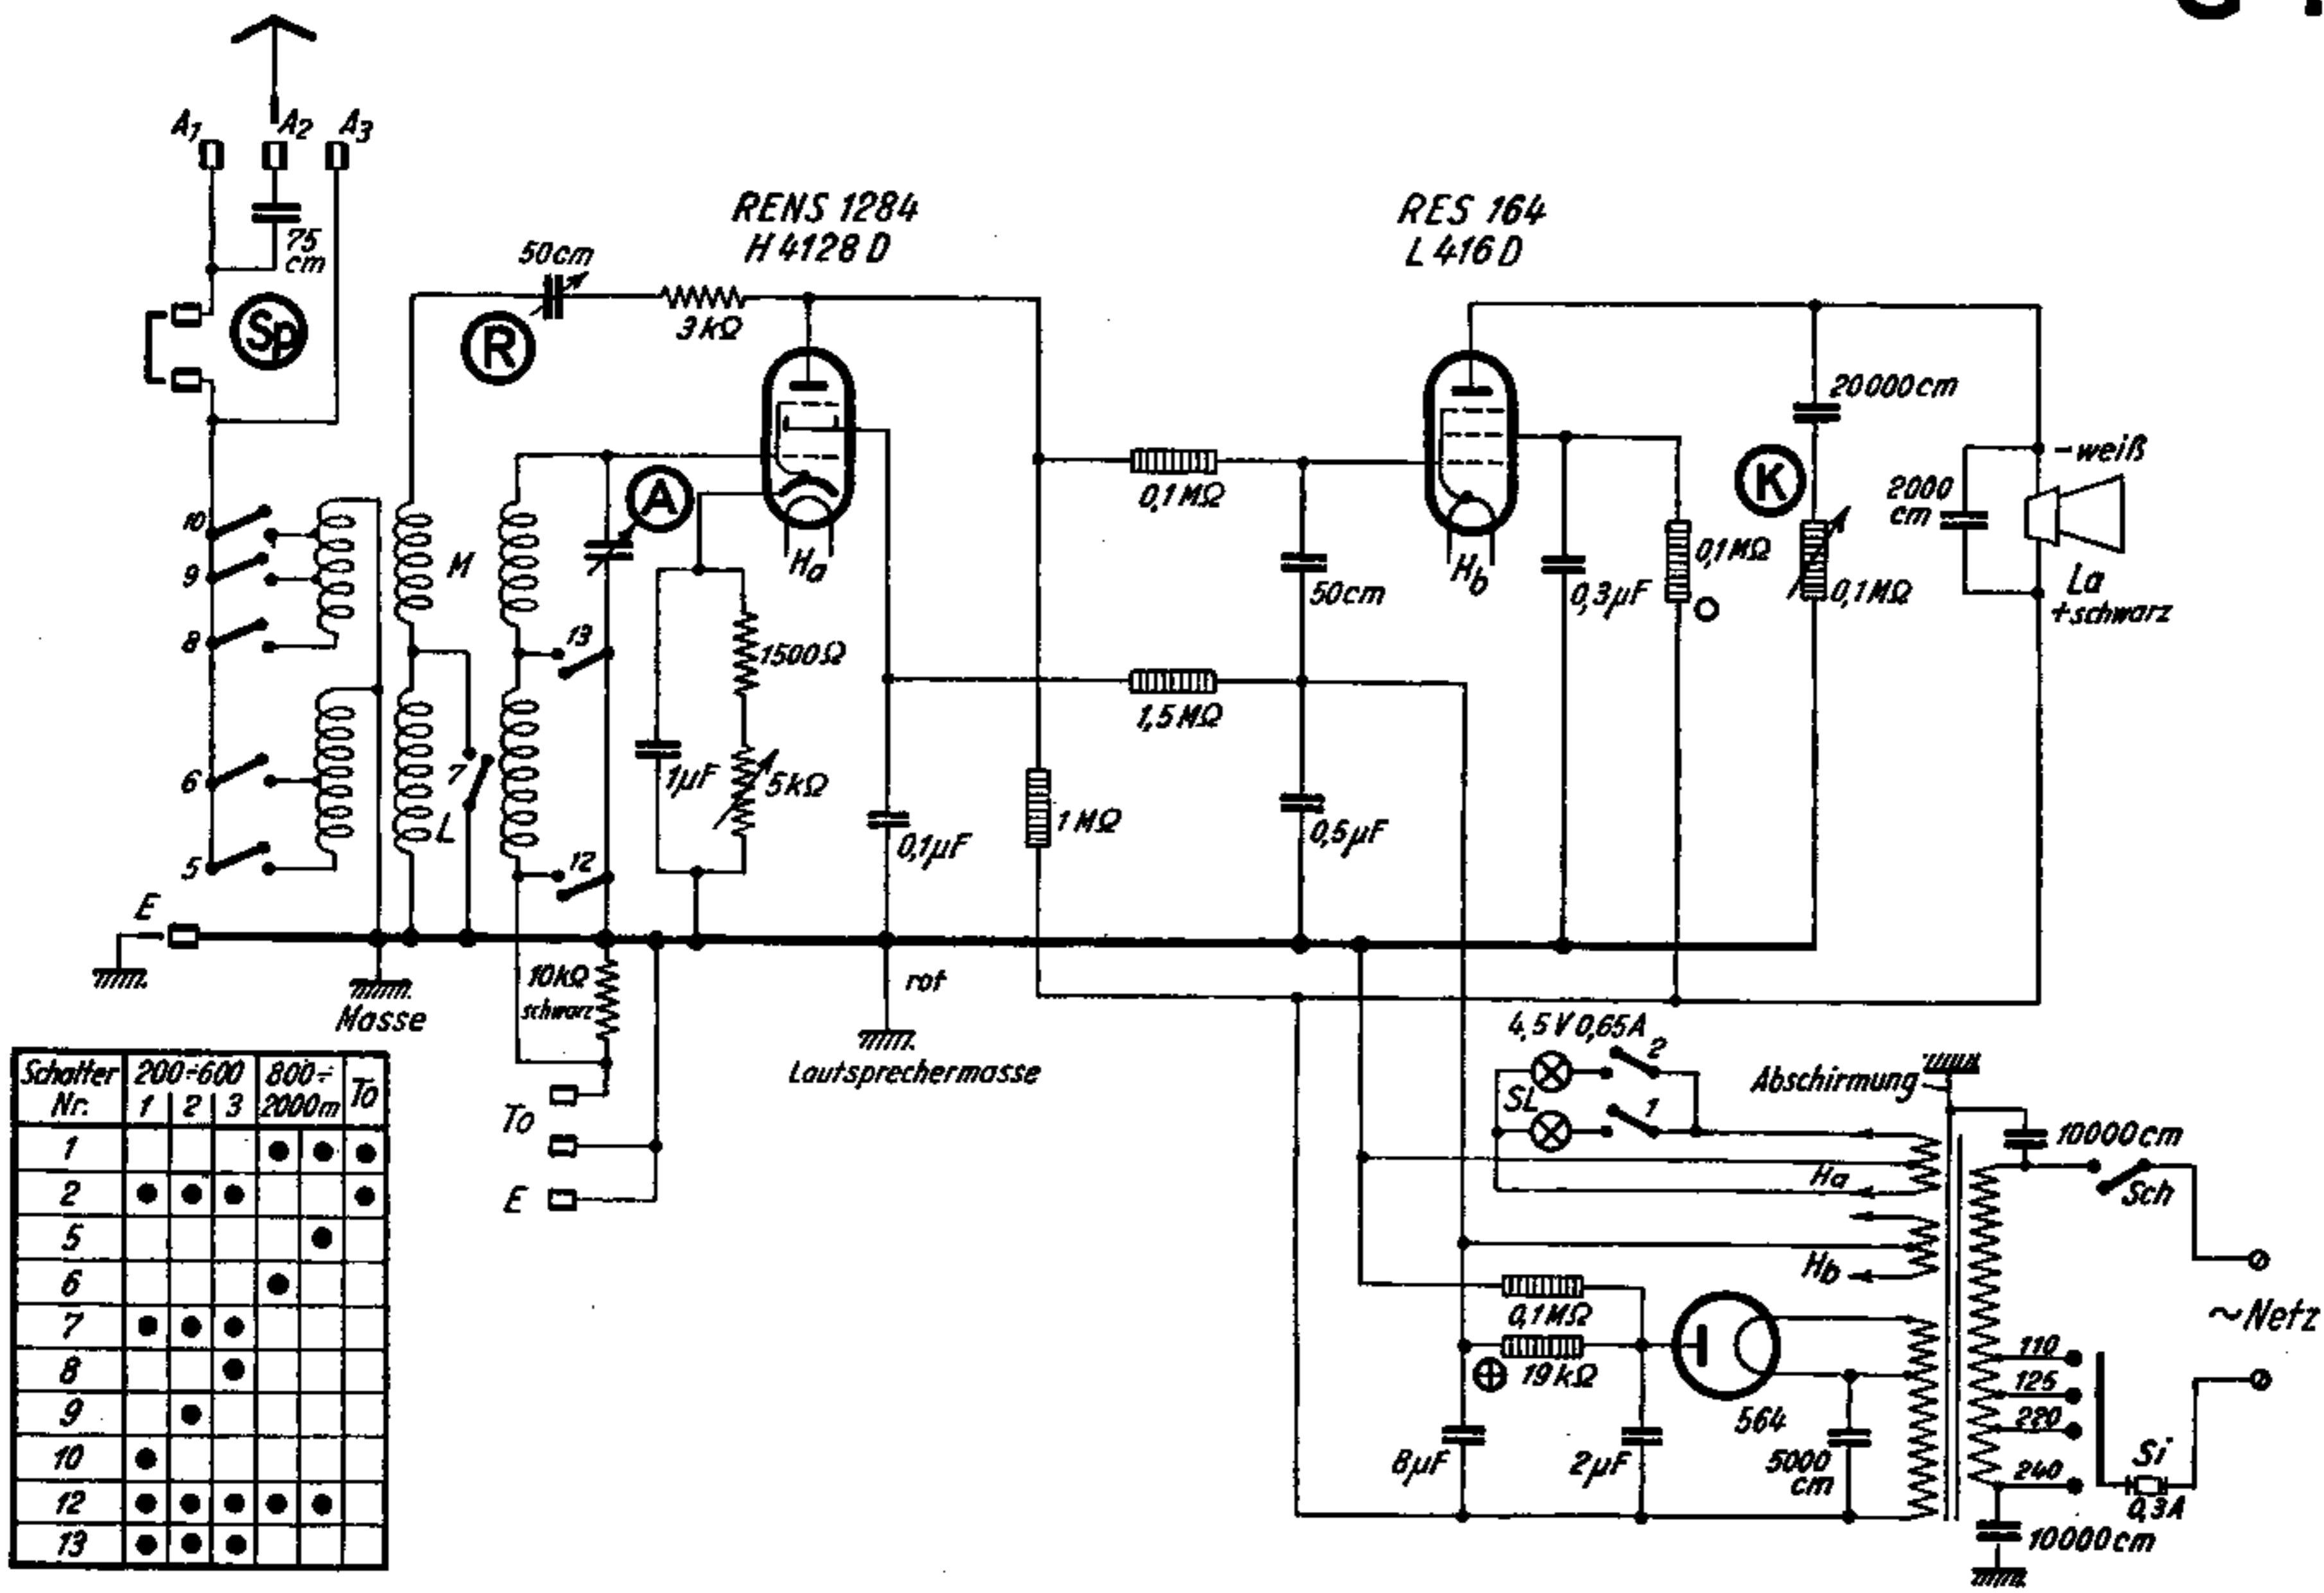 A1
A2
A3
75
cm
Sp
50cm
R
3kΩ
RENS 1284
H 4128 D
RES 164
L 416 D
20000cm
K
-weiß
2000
cm
La
+schwarz
0,1MΩ
0,1MΩ
0,1MΩ
50cm
0,3µF
Ha
Hb
A
M
10
9
8
13
1500Ω
1,5MΩ
6
7
L
1µF
5kΩ
0,1µF
1MΩ
0,5µF
5
12
E
10kΩ
schwarz
rot
Masse
Lautsprechermasse
To
E
4,5V 0,65A
2
SL
1
Abschirmung
10000cm
Sch
Ha
Hb
~Netz
0,1MΩ
19kΩ
564
8µF
2µF
5000
cm
110
125
220
240
Si
0,3A
10000cm
Schalter Nr. 200÷600 800÷2000m To
1 2 3
1
2
5
6
7
8
9
10
12
13